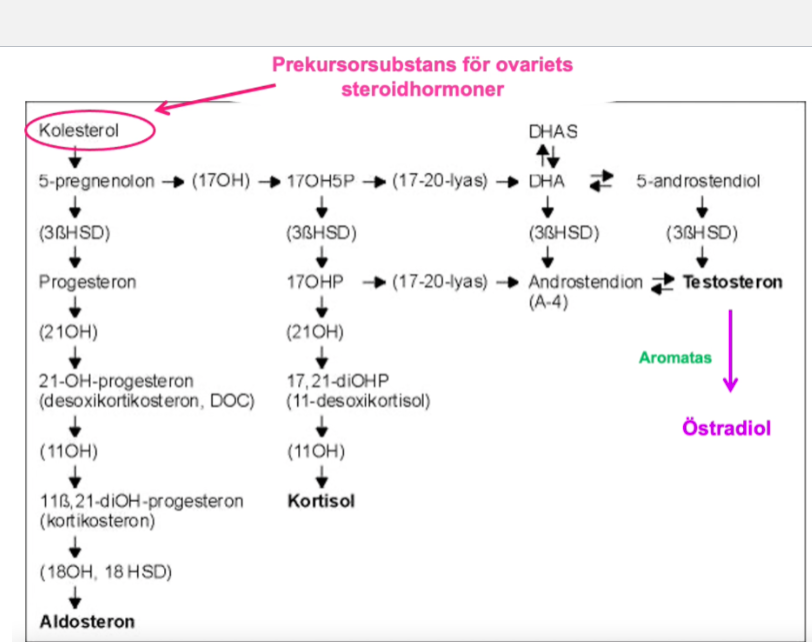 Prekursorsubstans för ovariets
steroidhormoner
Kolesterol
DHAS
5-pregnenolon (17OH) 17OH5P (17-20-lyas) DHA 5-androstendiol
(3ßHSD) (3ßHSD) (3ßHSD) (3ßHSD)
Progesteron 17OHP (17-20-lyas) Androstendion Testosteron
(A-4)
(21OH) (21OH)
Aromatas
21-OH-progesteron 17,21-diOHP
(desoxikortikosteron, DOC) (11-desoxikortisol)
Östradiol
(11OH) (11OH)
11ß,21-diOH-progesteron Kortisol
(kortikosteron)
(18OH, 18HSD)
Aldosteron